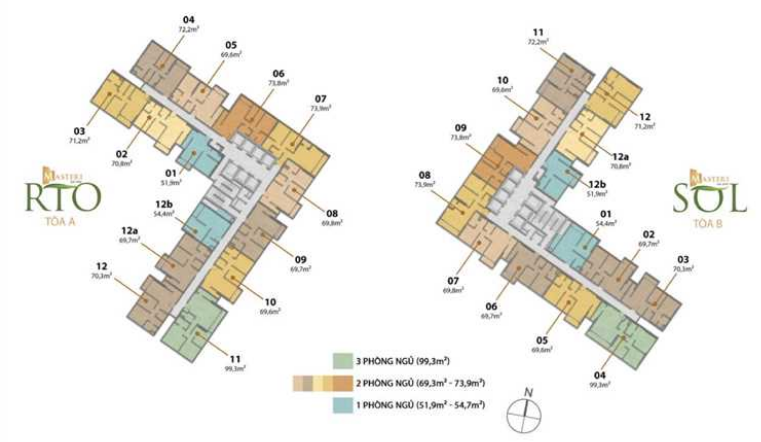 04
72,2m²
05
69,6m²
06
73,8m²
07
73,9m²
03
71,2m²
02
70,8m²
01
51,9m²
12b
54,4m²
12a
69,7m²
12
70,3m²
08
69,8m²
09
69,7m²
10
69,6m²
11
99,3m²
MASTERI
RTO
TÒA A
11
72,2m²
10
69,6m²
09
73,8m²
08
73,9m²
12
71,2m²
12a
70,8m²
12b
51,9m²
01
54,4m²
02
69,7m²
03
70,3m²
07
69,8m²
06
69,7m²
05
69,6m²
04
99,3m²
MASTERI
SOL
TÒA B
3 PHÒNG NGỦ (99,3m²)
2 PHÒNG NGỦ (69,3m² - 73,9m²)
1 PHÒNG NGỦ (51,9m² - 54,7m²)
N